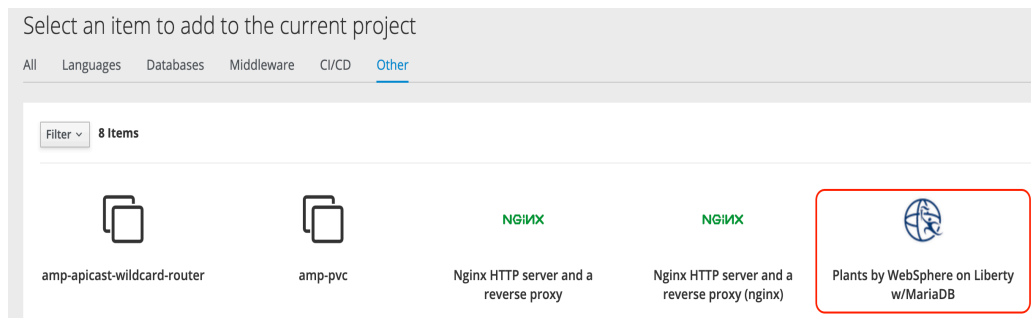 Select an item to add to the current project
All Languages Databases Middleware CI/CD Other
Filter 8 Items
NGiNX NGiNX
amp-apicast-wildcard-router amp-pvc Nginx HTTP server and a Nginx HTTP server and a Plants by WebSphere on Liberty
reverse proxy reverse proxy (nginx) w/MariaDB